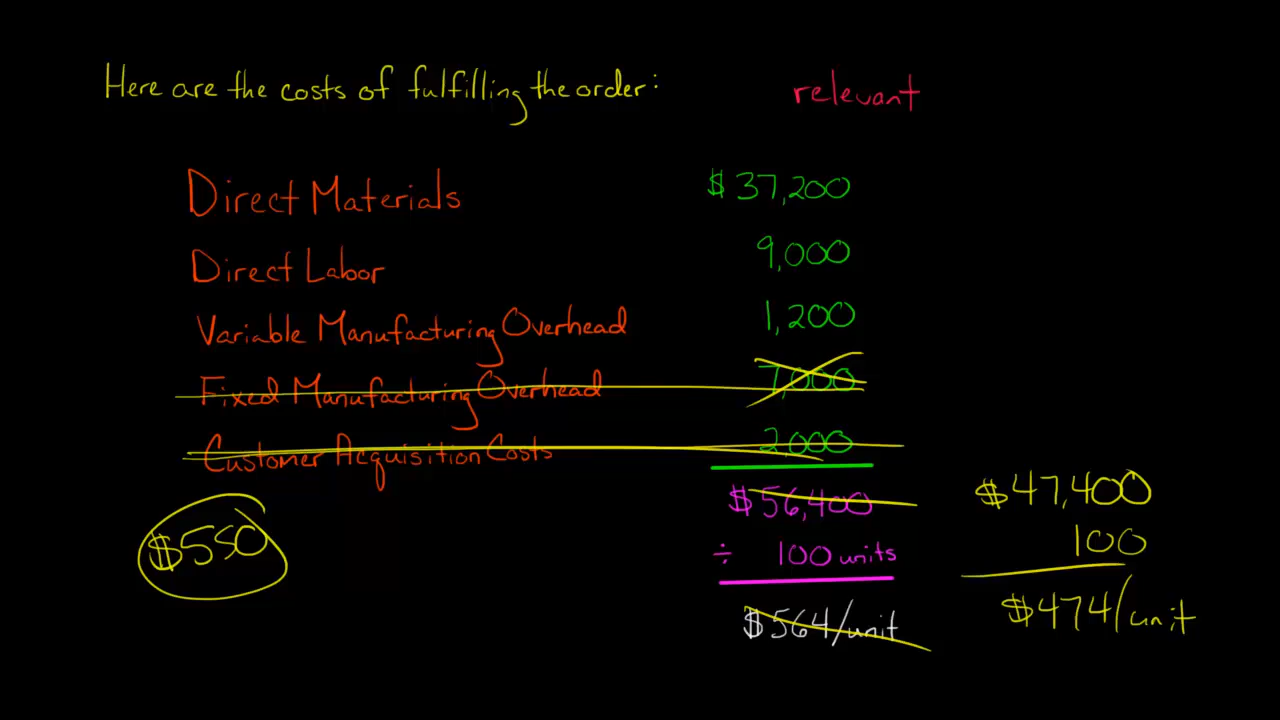 Here are the costs of fulfilling the order:
relevant
Direct Materials $37,200
Direct Labor 9,000
Variable Manufacturing Overhead 1,200
Fixed Manufacturing Overhead 7,000
Customer Acquisition Costs 2,000
$56,400
÷ 100 units
$564/unit
$550
$47,400
100
$474/unit